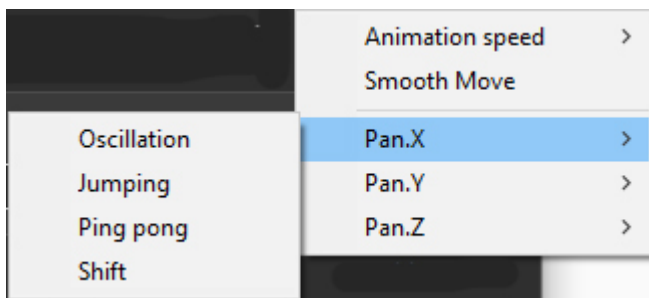 Animation speed
Smooth Move
Pan.X
Pan.Y
Pan.Z
Oscillation
Jumping
Ping pong
Shift